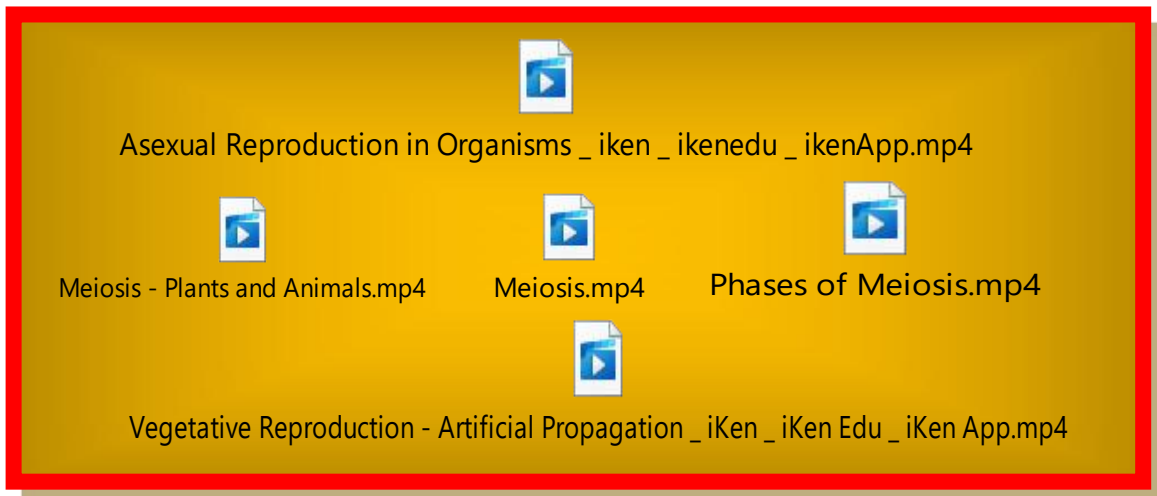 Asexual Reproduction in Organisms _ iken _ ikenedu _ ikenApp.mp4
Meiosis - Plants and Animals.mp4
Meiosis.mp4
Phases of Meiosis.mp4
Vegetative Reproduction - Artificial Propagation _ iKen _ iKen Edu _ iKen App.mp4